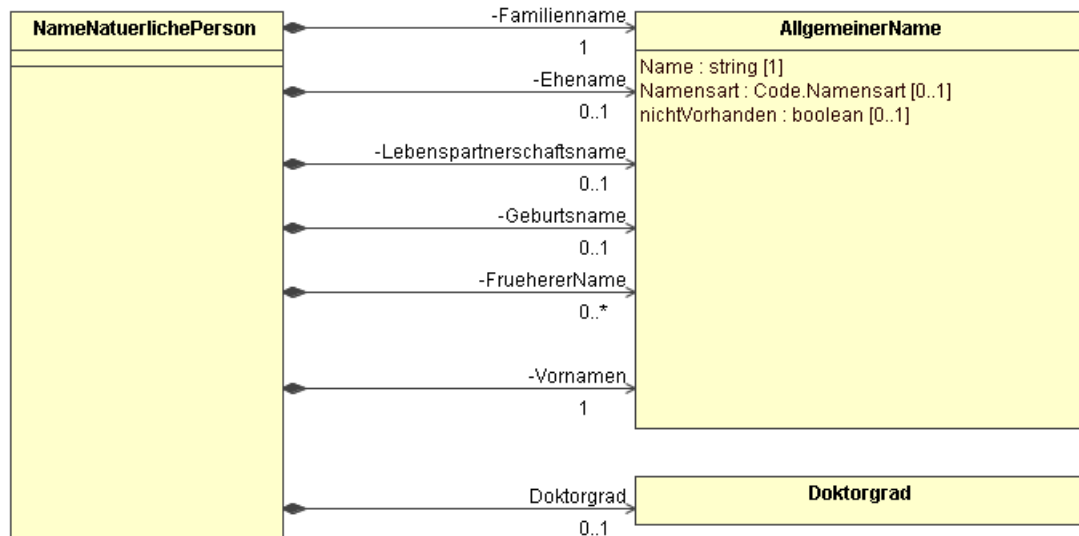 NameNatuerlichePerson
-Familienname
1
AllgemeinerName
Name : string [1]
Namensart : Code.Namensart [0..1]
nichtVorhanden : boolean [0..1]
-Ehename
0..1
-Lebenspartnerschaftsname
0..1
-Geburtsname
0..1
-FruehererName
0..*
-Vornamen
1
Doktorgrad
0..1
Doktorgrad